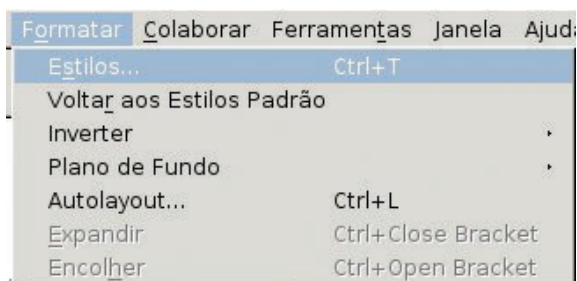 Formatar Colaborar Ferramentas Janela Ajuda
Estilos... Ctrl+T
Voltar aos Estilos Padrão
Inverter
Plano de Fundo
Autolayout... Ctrl+L
Expandir Ctrl+Close Bracket
Encolher Ctrl+Open Bracket